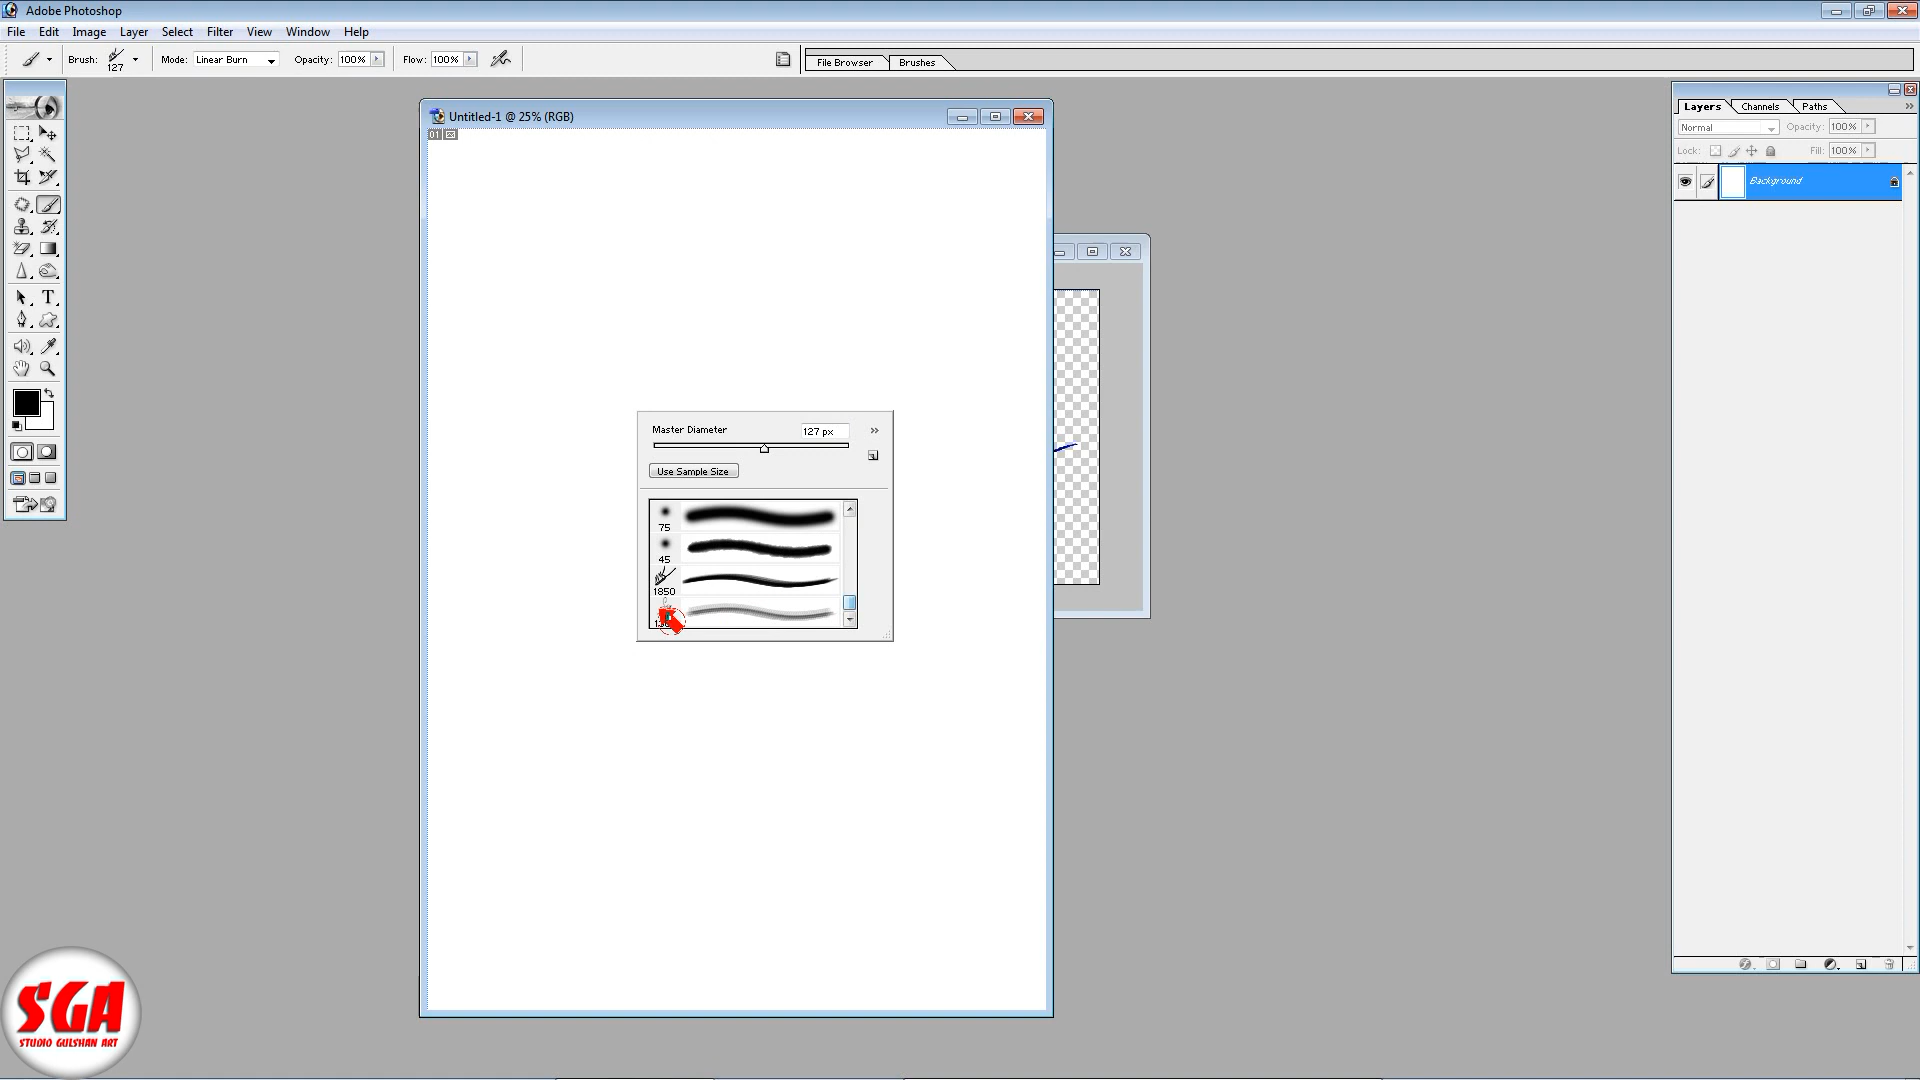 Adobe Photoshop
File Edit Image Layer Select Filter View Window Help
Brush: 127 Mode: Linear Burn Opacity: 100% Flow: 100% File Browser Brushes
Untitled-1 @ 25% (RGB)
01
Layers Channels Paths
Normal Opacity: 100%
Lock: Fill: 100%
Background
T
Master Diameter 127 px
Use Sample Size
75
45
1850
SGA
STUDIO GULSHAN ART